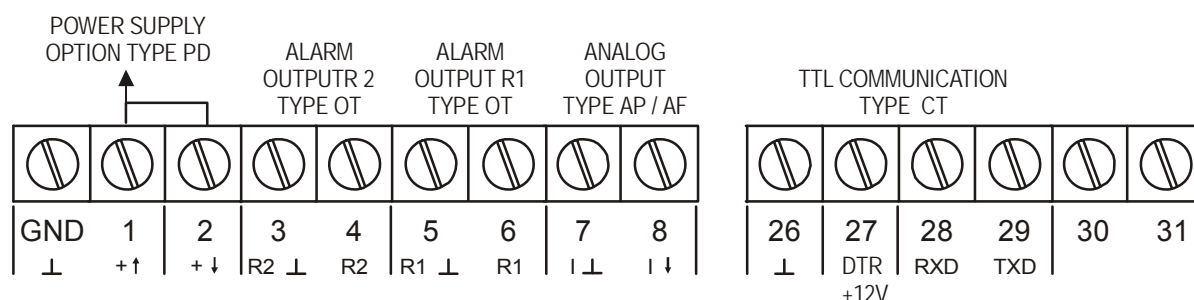 POWER SUPPLY
OPTION TYPE PD
ALARM
OUTPUTR 2
TYPE OT
ALARM
OUTPUT R1
TYPE OT
ANALOG
OUTPUT
TYPE AP / AF
TTL COMMUNICATION
TYPE CT
GND 1 2 3 4 5 6 7 8 26 27 28 29 30 31
⊥ +↑ +↓ R2 ⊥ R2 R1 ⊥ R1 I ⊥ I ↓ ⊥ DTR RXD TXD
+12V